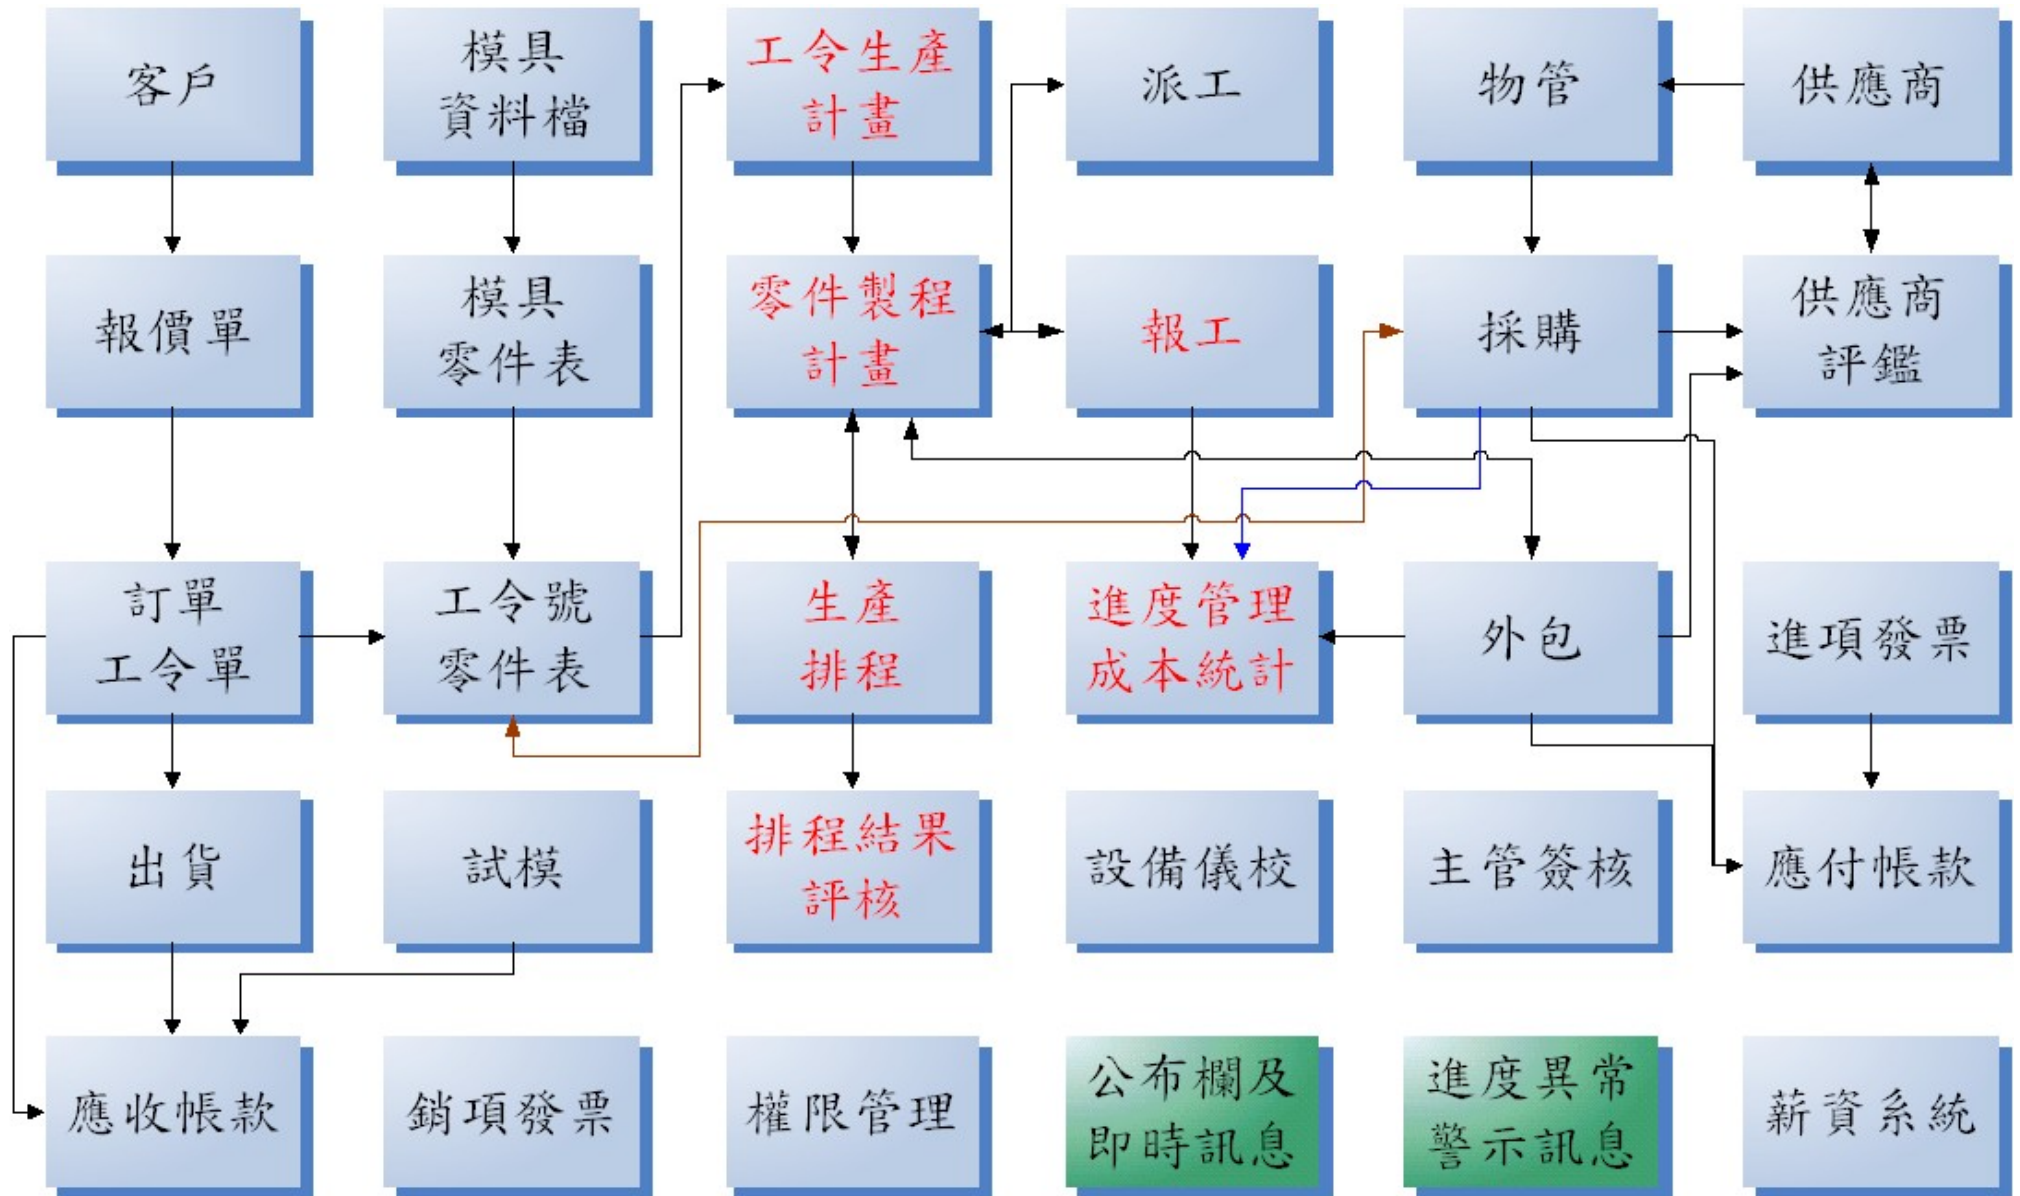 客戶
模具
資料檔
工令生產
計畫
派工
物管
供應商
報價單
模具
零件表
零件製程
計畫
報工
採購
供應商
評鑑
訂單
工令單
工令號
零件表
生產
排程
進度管理
成本統計
外包
進項發票
出貨
試模
排程結果
評核
設備儀校
主管簽核
應付帳款
應收帳款
銷項發票
權限管理
公布欄及
即時訊息
進度異常
警示訊息
薪資系統